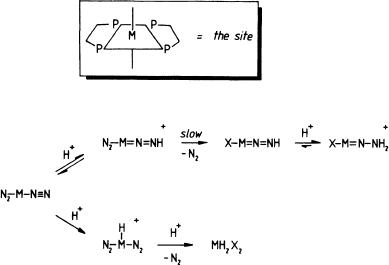 P P
M = the site
P P
H⁺ N₂-M=N=NH⁺ slow - N₂ X-M=N=NH H⁺ X-M=N-NH₂⁺
N₂-M-N≡N
H⁺ N₂-M(H)-N₂⁺ H⁺ - N₂ MH₂X₂